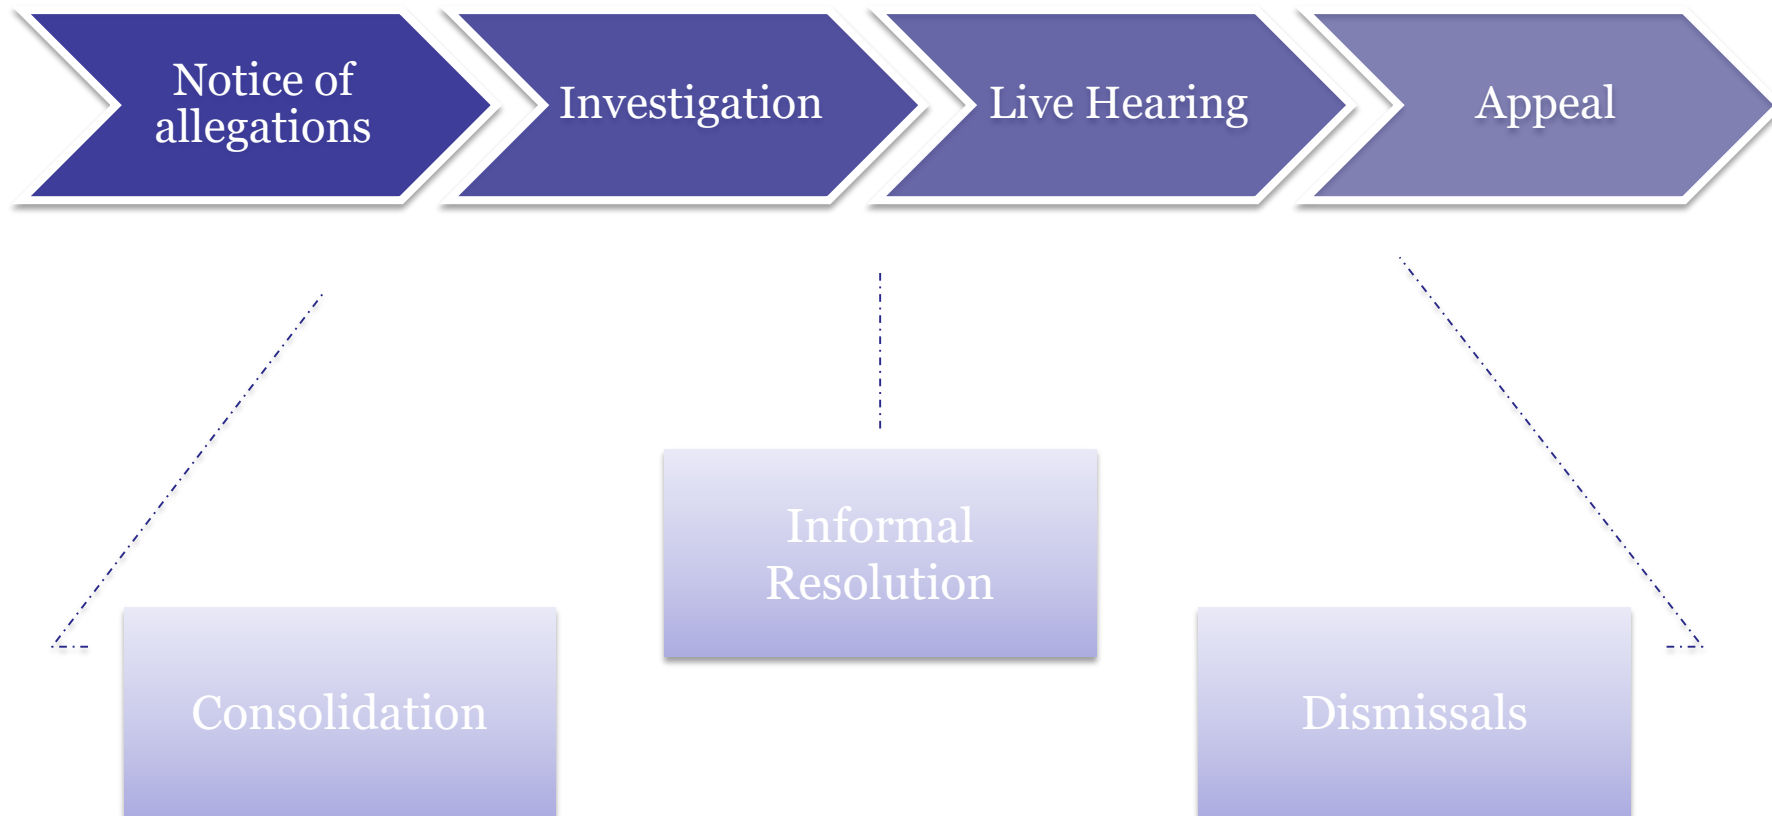 Notice of
allegations
Investigation
Live Hearing
Appeal
Informal
Resolution
Consolidation
Dismissals